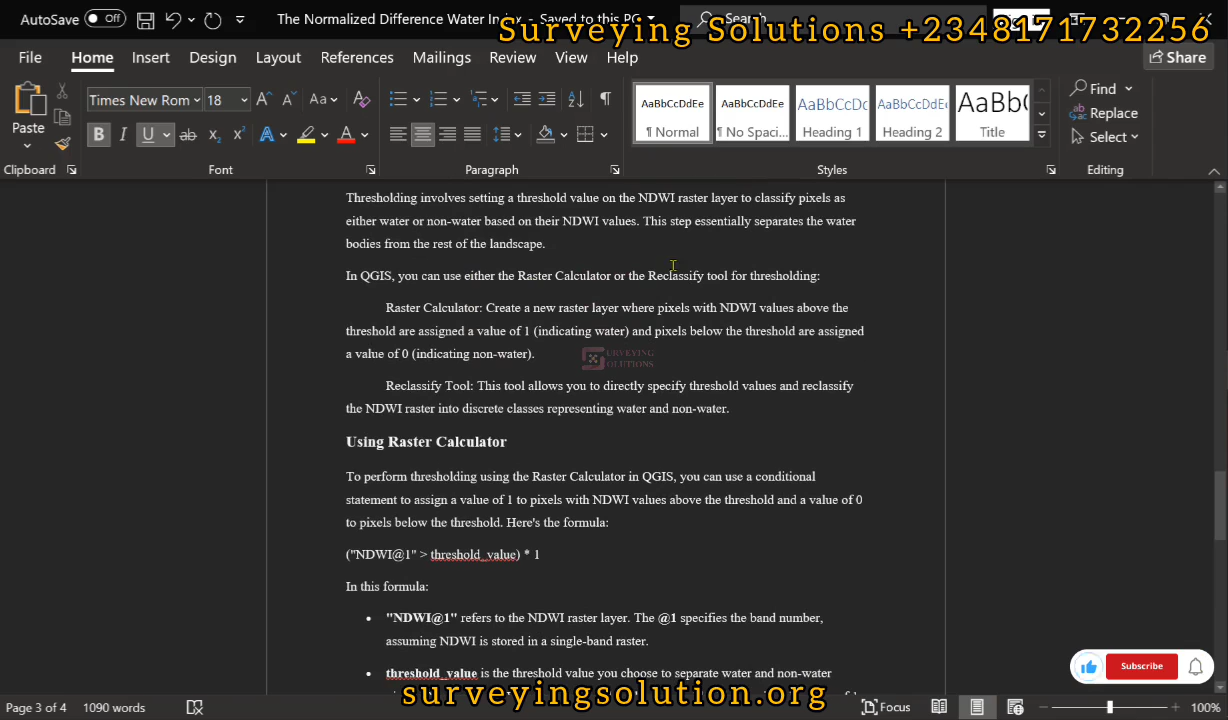 AutoSave Off The Normalized Difference Water In Saved to this PC Search
Surveying Solutions +2348171732256
File Home Insert Design Layout References Mailings Review View Help Share
Paste Times New Rom 18 Aa AaBbCcDdEe AaBbCcDdEe AaBbCcDc AaBbCcDdE AaBb( Find
Replace
¶ Normal ¶ No Spaci... Heading 1 Heading 2 Title Select
Clipboard Font Paragraph Styles Editing
Thresholding involves setting a threshold value on the NDWI raster layer to classify pixels as
either water or non-water based on their NDWI values. This step essentially separates the water
bodies from the rest of the landscape.
In QGIS, you can use either the Raster Calculator or the Reclassify tool for thresholding:
Raster Calculator: Create a new raster layer where pixels with NDWI values above the
threshold are assigned a value of 1 (indicating water) and pixels below the threshold are assigned
a value of 0 (indicating non-water).
SURVEYING
SOLUTIONS
Reclassify Tool: This tool allows you to directly specify threshold values and reclassify
the NDWI raster into discrete classes representing water and non-water.
Using Raster Calculator
To perform thresholding using the Raster Calculator in QGIS, you can use a conditional
statement to assign a value of 1 to pixels with NDWI values above the threshold and a value of 0
to pixels below the threshold. Here's the formula:
("NDWI@1" > threshold_value) * 1
In this formula:
• "NDWI@1" refers to the NDWI raster layer. The @1 specifies the band number,
assuming NDWI is stored in a single-band raster.
• threshold_value is the threshold value you choose to separate water and non-water
Subscribe
surveyingsolution.org
Page 3 of 4 1090 words Focus 100%